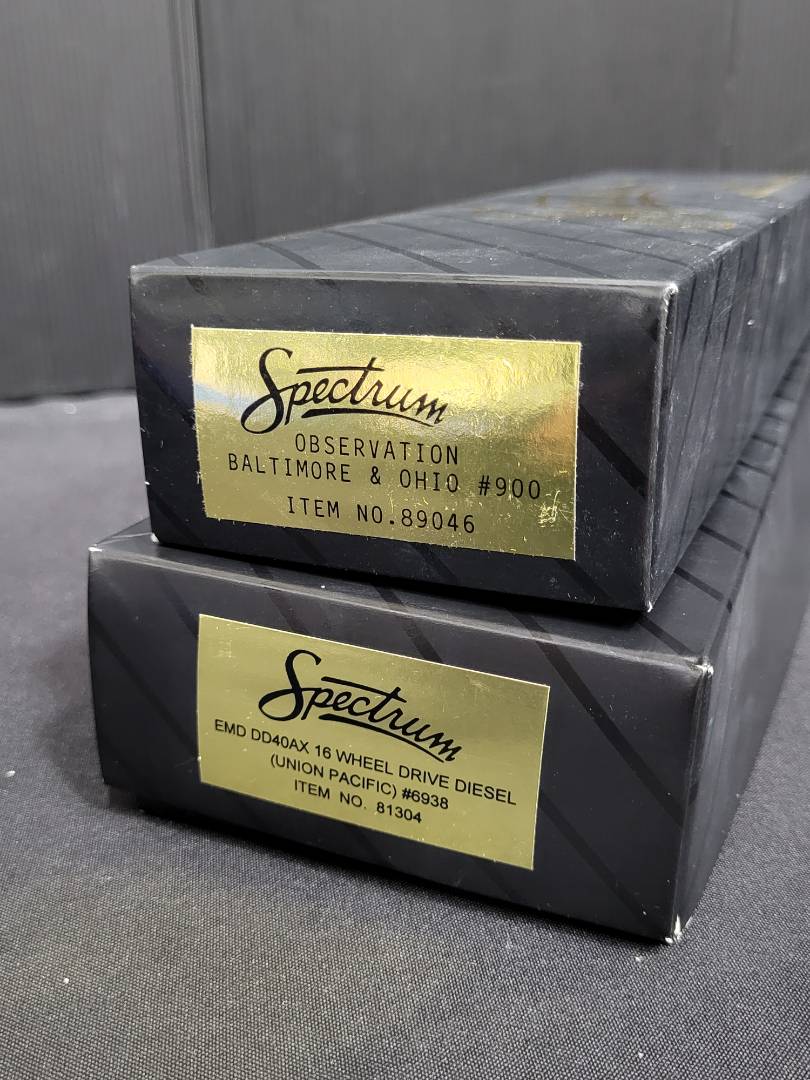 Spectrum
OBSERVATION
BALTIMORE & OHIO #900
ITEM NO.89046
Spectrum
EMD DD40AX 16 WHEEL DRIVE DIESEL
(UNION PACIFIC) #6938
ITEM NO. 81304